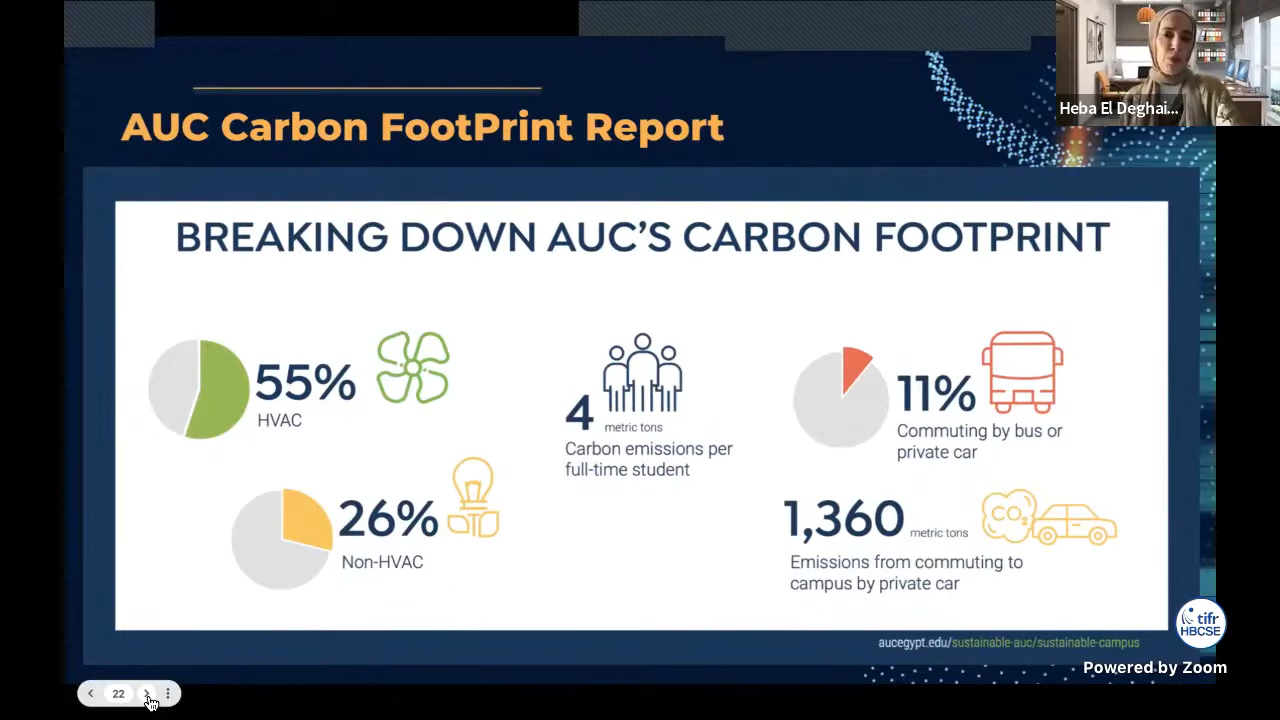 Heba El Deghai...
AUC Carbon FootPrint Report
BREAKING DOWN AUC'S CARBON FOOTPRINT
55%
HVAC
4
metric tons
Carbon emissions per
full-time student
11%
Commuting by bus or
private car
26%
Non-HVAC
1,360 metric tons
CO2
Emissions from commuting to
campus by private car
aucegypt.edu/sustainable-auc/sustainable-campus
tifr
HBCSE
Powered by Zoom
22